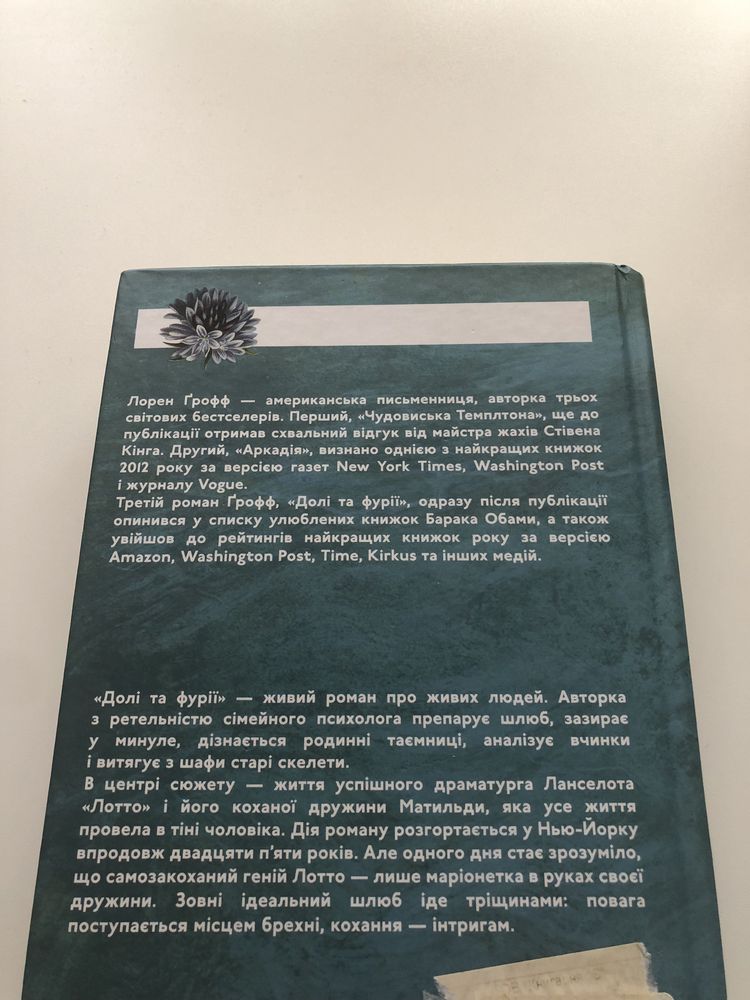 Лорен Ґрофф — американська письменниця, авторка трьох
світових бестселерів. Перший, «Чудовиська Темплтона», ще до
публікації отримав схвальний відгук від майстра жахів Стівена
Кінга. Другий, «Аркадія», визнано однією з найкращих книжок
2012 року за версією газет New York Times, Washington Post
і журналу Vogue.
Третій роман Ґрофф, «Долі та фурії», одразу після публікації
опинився у списку улюблених книжок Барака Обами, а також
увійшов до рейтингів найкращих книжок року за версією
Amazon, Washington Post, Time, Kirkus та інших медій.
«Долі та фурії» — живий роман про живих людей. Авторка
з ретельністю сімейного психолога препарує шлюб, зазирає
у минуле, дізнається родинні таємниці, аналізує вчинки
і витягує з шафи старі скелети.
В центрі сюжету — життя успішного драматурга Ланселота
«Лотто» і його коханої дружини Матильди, яка усе життя
провела в тіні чоловіка. Дія роману розгортається у Нью-Йорку
впродовж двадцяти п'яти років. Але одного дня стає зрозуміло,
що самозакоханий геній Лотто — лише маріонетка в руках своєї
дружини. Зовні ідеальний шлюб іде тріщинами: повага
поступається місцем брехні, кохання — інтригам.